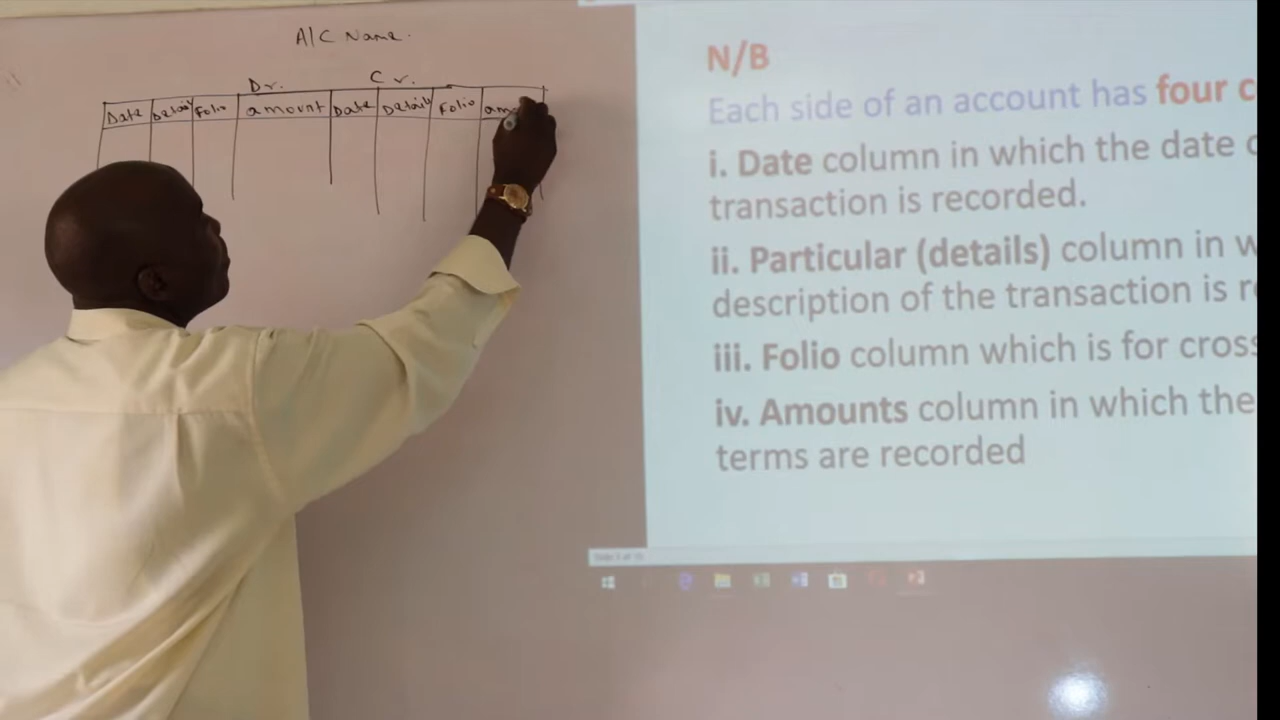 A/C Name.
Dr. Cr.
Date Details Folio amount Date Details Folio amo
N/B
Each side of an account has four c
i. Date column in which the date o
transaction is recorded.
ii. Particular (details) column in w
description of the transaction is re
iii. Folio column which is for cross
iv. Amounts column in which the
terms are recorded